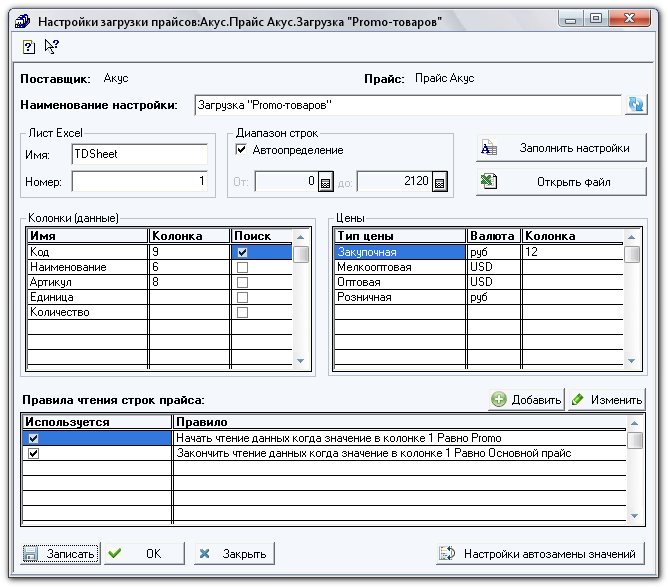 Настройки загрузки прайсов:Акус.Прайс Акус.Загрузка "Promo-товаров"
Поставщик: Акус Прайс: Прайс Акус
Наименование настройки: Загрузка "Promo-товаров"
Лист Excel
Имя: TDSheet
Номер: 1
Диапазон строк
Автоопределение
От: 0 до: 2120
Заполнить настройки
Открыть файл
Колонки (данные)
Имя Колонка Поиск
Код 9
Наименование 6
Артикул 8
Единица
Количество
Цены
Тип цены Валюта Колонка
Закупочная руб 12
Мелкооптовая USD
Оптовая USD
Розничная руб
Правила чтения строк прайса: Добавить Изменить
Используется Правило
Начать чтение данных когда значение в колонке 1 Равно Promo
Закончить чтение данных когда значение в колонке 1 Равно Основной прайс
Записать OK Закрыть Настройки автозамены значений